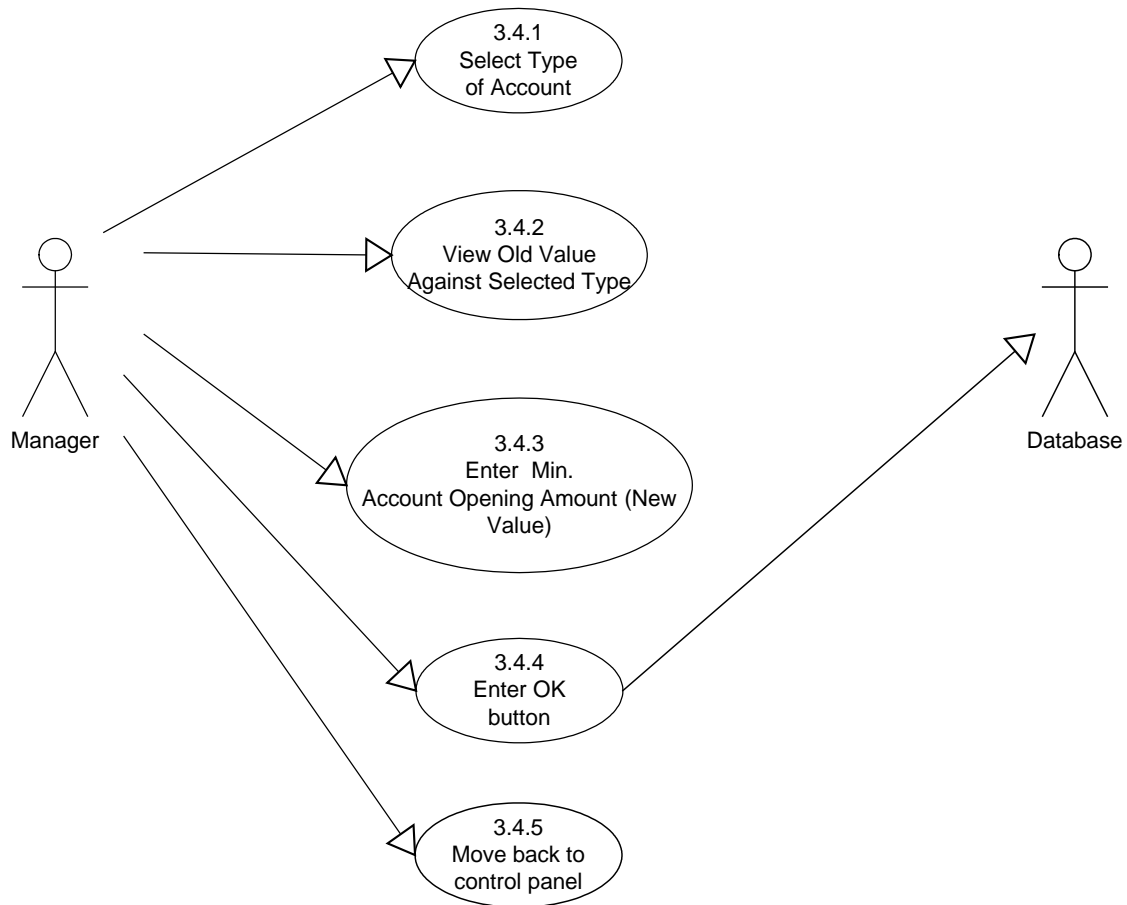 3.4.1
Select Type
of Account
3.4.2
View Old Value
Against Selected Type
Manager
Database
3.4.3
Enter  Min.
Account Opening Amount (New
Value)
3.4.4
Enter OK
button
3.4.5
Move back to
control panel